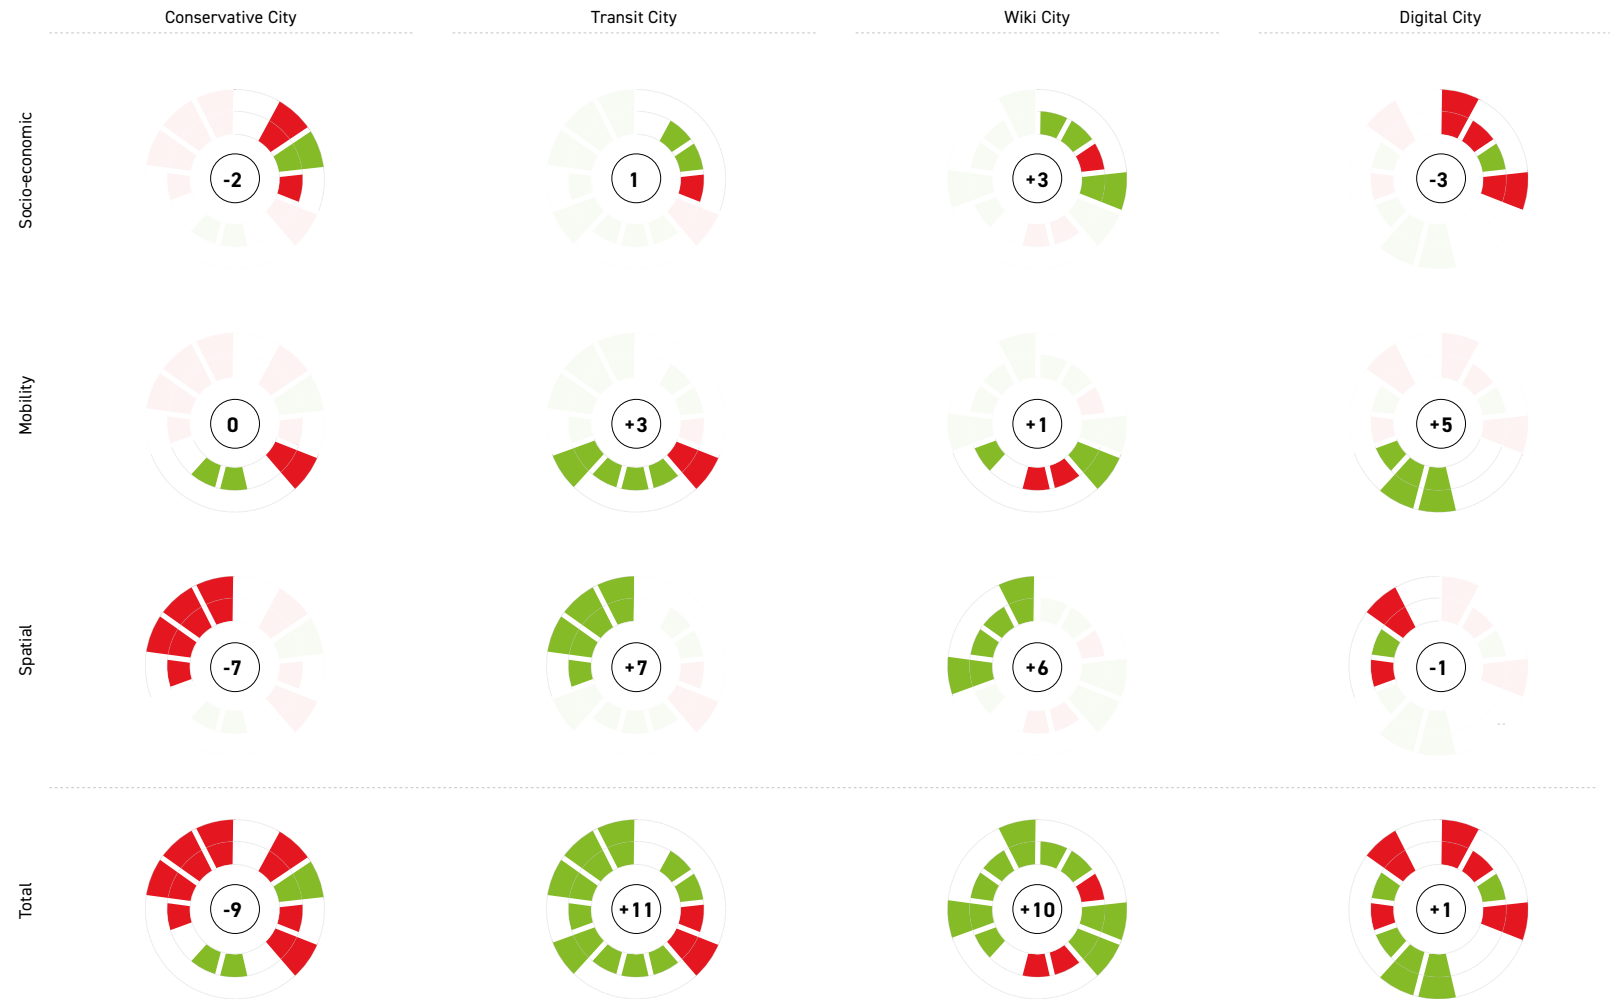 Conservative City
Transit City
Wiki City
Digital City
Socio-economic
-2
1
+3
-3
Mobility
0
+3
+1
+5
Spatial
-7
+7
+6
-1
Total
-9
+11
+10
+1